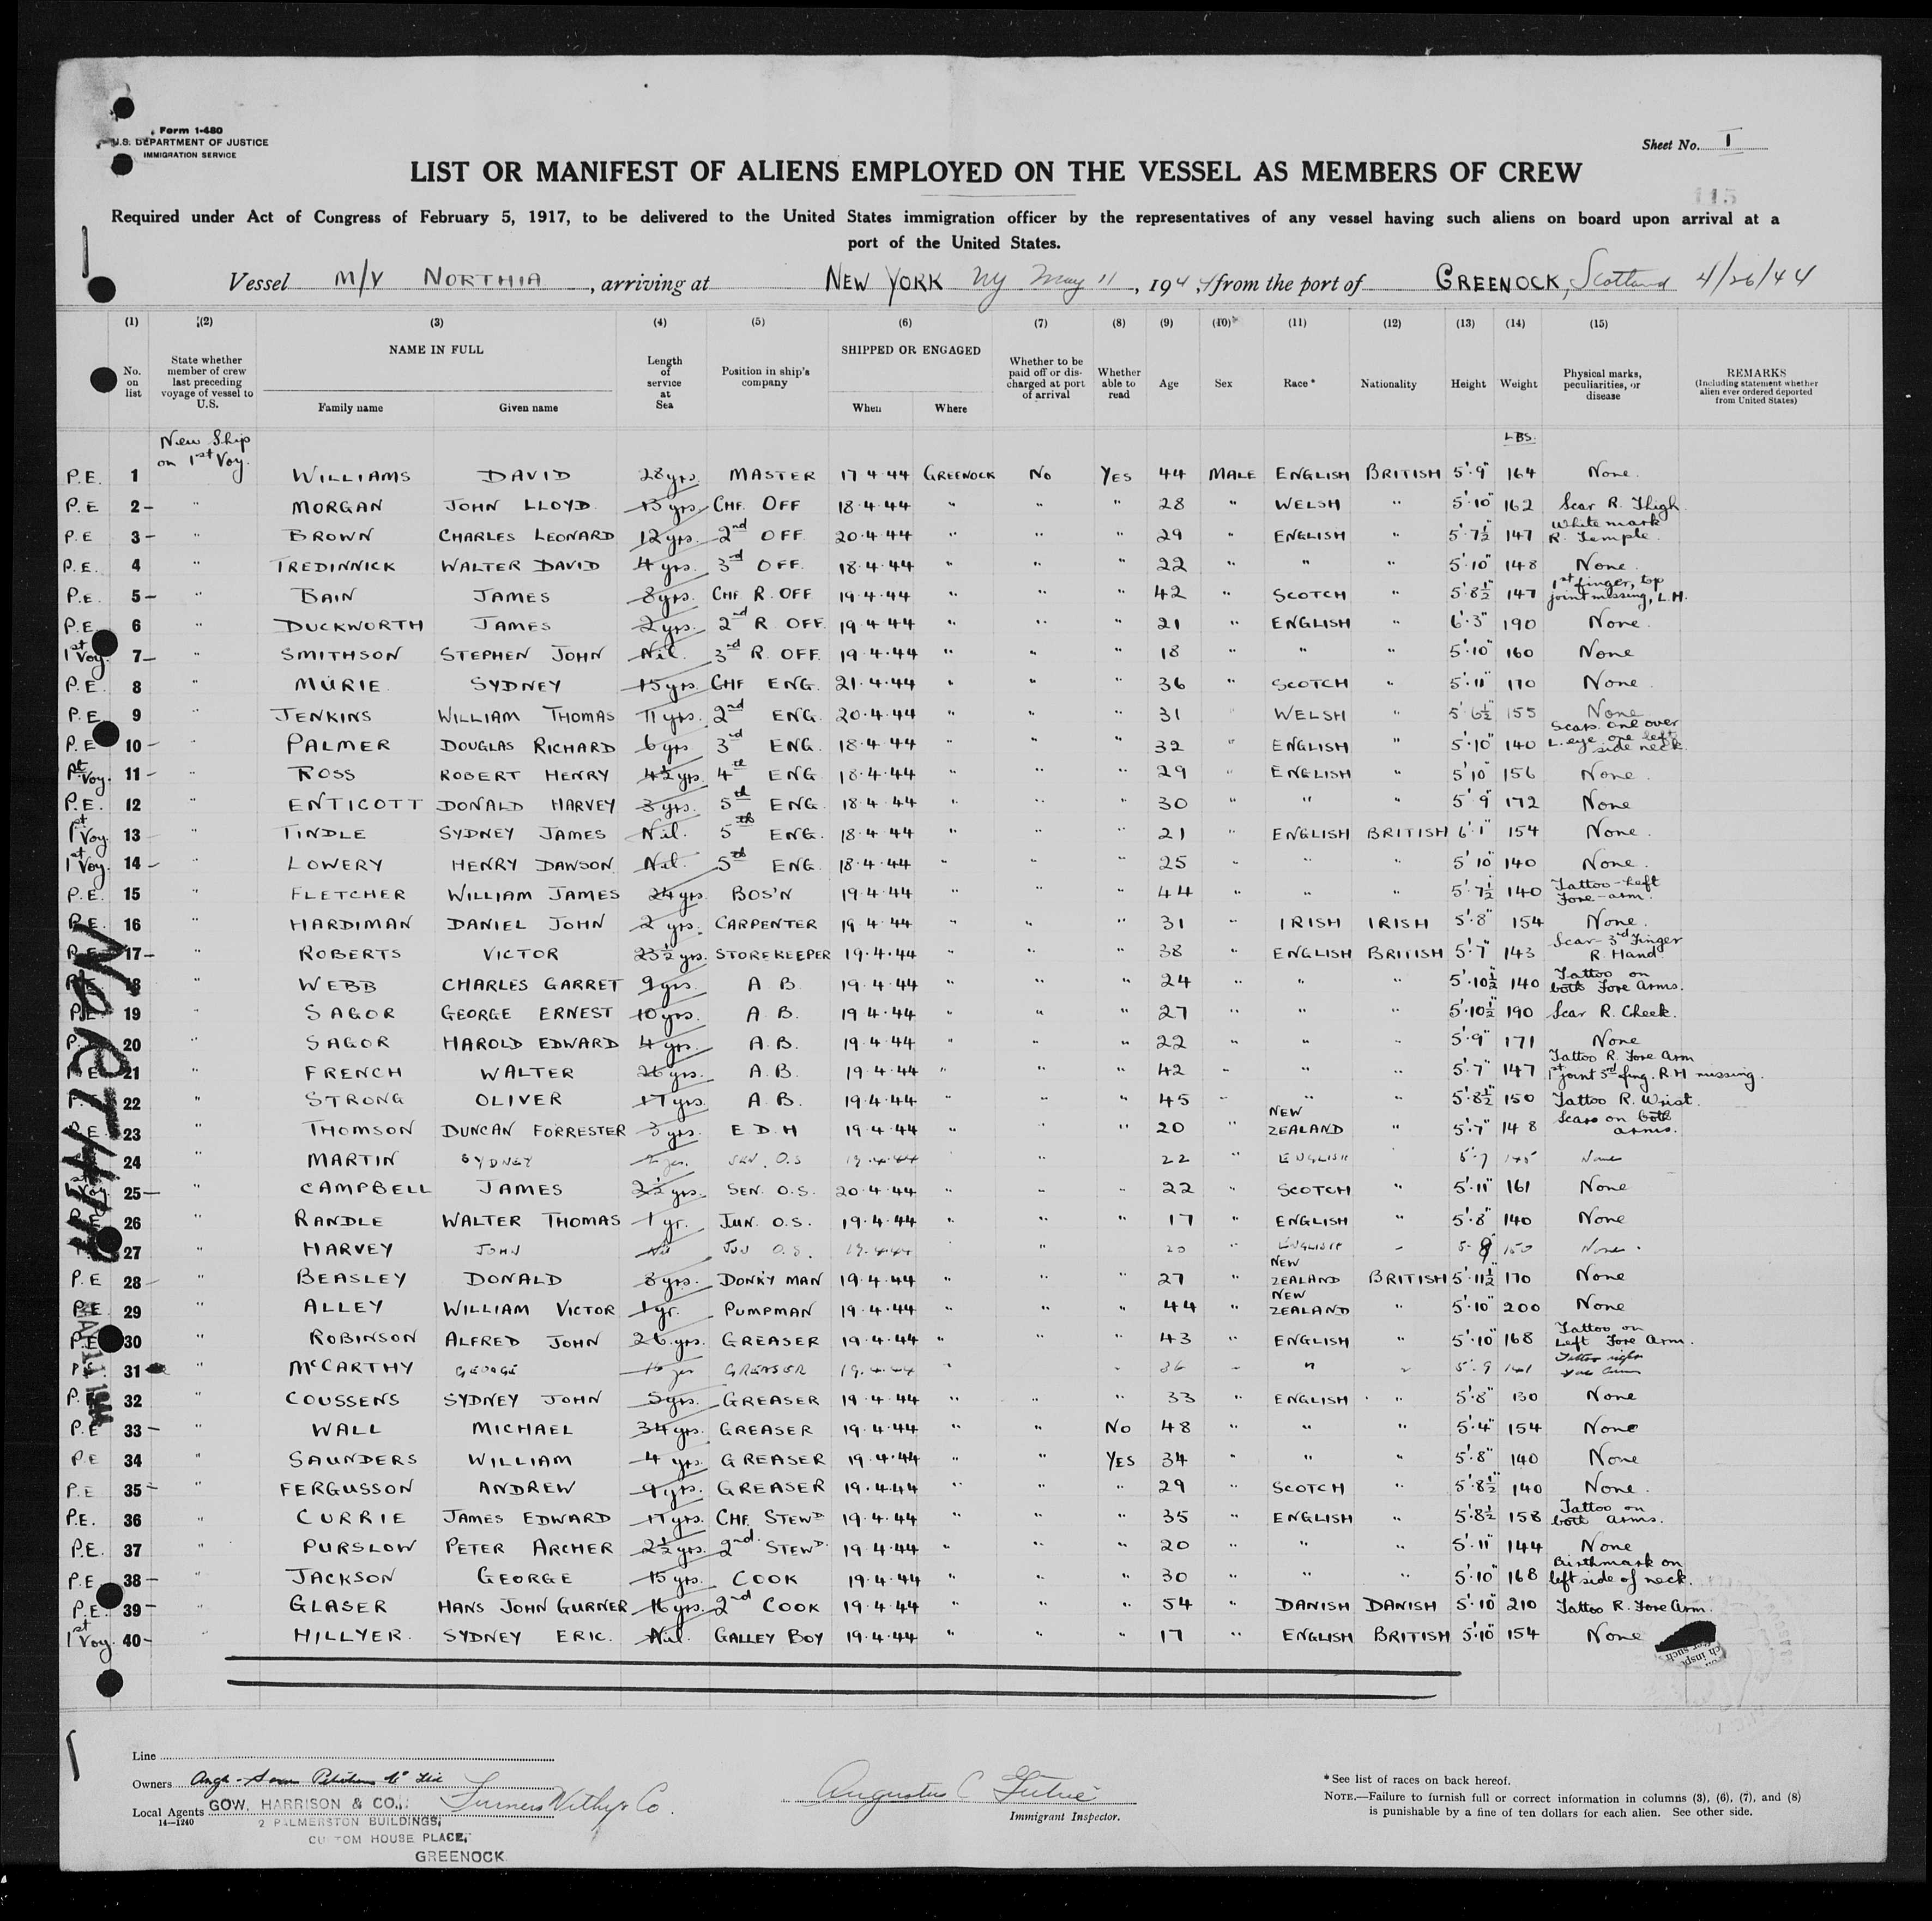 Form 1-480
U.S. DEPARTMENT OF JUSTICE
IMMIGRATION SERVICE
Sheet No. I
LIST OR MANIFEST OF ALIENS EMPLOYED ON THE VESSEL AS MEMBERS OF CREW
115
Required under Act of Congress of February 5, 1917, to be delivered to the United States immigration officer by the representatives of any vessel having such aliens on board upon arrival at a
port of the United States.
Vessel M/V NORTHIA, arriving at NEW YORK NY May 11, 1944, from the port of GREENOCK, Scotland 4/26/44
(1) (2) (3) (4) (5) (6) (7) (8) (9) (10) (11) (12) (13) (14) (15)
No. on list State whether member of crew last preceding voyage of vessel to U.S. NAME IN FULL Family name Given name Length of service at Sea Position in ship's company SHIPPED OR ENGAGED When Where Whether to be paid off or discharged at port of arrival Whether able to read Age Sex Race* Nationality Height Weight Physical marks, peculiarities, or disease REMARKS (Including statement whether alien ever ordered deported from United States)
New Ship on 1st Voy. LBS.
P.E. 1 WILLIAMS DAVID 28 yrs. MASTER 17.4.44 GREENOCK No YES 44 MALE ENGLISH BRITISH 5'.9" 164 None.
P.E 2- " MORGAN JOHN LLOYD 13 yrs. CHF. OFF 18.4.44 " " " 28 " WELSH " 5'.10" 162 Scar R. Thigh
P.E 3- " BROWN CHARLES LEONARD 12 yrs. 2nd OFF. 20.4.44 " " " 29 " ENGLISH " 5'.7½" 147 White mark R. Temple.
P.E. 4 " TREDINNICK WALTER DAVID 4 yrs. 3rd OFF. 18.4.44 " " " 22 " " " 5'.10" 148 None.
P.E. 5- " BAIN JAMES 8 yrs. CHF R. OFF. 19.4.44 " " " 42 " SCOTCH " 5'.8½" 147 1st finger, top joint missing, L.H.
P.E. 6 " DUCKWORTH JAMES 2 yrs. 2nd R. OFF. 19.4.44 " " " 21 " ENGLISH " 6'.3" 190 None.
1st Voy. 7- " SMITHSON STEPHEN JOHN Nil. 3rd R. OFF. 19.4.44 " " " 18 " " " 5'.10" 160 None
P.E. 8 " MURIE SYDNEY 15 yrs CHF ENG. 21.4.44 " " " 36 " SCOTCH " 5'.11" 170 None.
P.E. 9 " JENKINS WILLIAM THOMAS 11 yrs. 2nd ENG. 20.4.44 " " " 31 " WELSH " 5'.6½" 155 None
P.E 10- " PALMER DOUGLAS RICHARD 6 yrs 3rd ENG. 18.4.44 " " " 32 " ENGLISH " 5'.10" 140 Scars. one over L. eye one left side neck.
1st Voy. 11- " ROSS ROBERT HENRY 4½ yrs. 4th ENG 18.4.44 " " " 29 " ENGLISH " 5'10" 156 None.
P.E. 12 " ENTICOTT DONALD HARVEY 3 yrs. 5th ENG. 18.4.44 " " " 30 " " " 5'.9" 172 None
1st Voy. 13 " TINDLE SYDNEY JAMES Nil. 5th ENG. 18.4.44 " " " 21 " ENGLISH BRITISH 6'.1" 154 None.
1st Voy. 14- " LOWERY HENRY DAWSON Nil. 5th ENG. 18.4.44 " " " 25 " " " 5'10" 140 None.
P.E. 15 " FLETCHER WILLIAM JAMES 24 yrs. BOS'N 19.4.44 " " " 44 " " " 5'.7½" 140 Tattoo-Left Fore-arm.
P.E. 16 " HARDIMAN DANIEL JOHN 2 yrs. CARPENTER 19.4.44 " " " 31 " IRISH IRISH 5'.8" 154 None.
P.E 17- " ROBERTS VICTOR 23½ yrs. STOREKEEPER 19.4.44 " " " 38 " ENGLISH BRITISH 5'.7" 143 Scar-3rd Finger R. Hand
18 " WEBB CHARLES GARRET 9 yrs. A B. 19.4.44 " " " 24 " " " 5'.10½" 140 Tattoo on both Fore Arms.
19 " SAGOR GEORGE ERNEST 10 yrs. A B. 19.4.44 " " " 27 " " " 5'.10½" 190 Scar R. Cheek.
20 " SAGOR HAROLD EDWARD 4 yrs. A.B. 19.4.44 " " " 22 " " " 5'.9" 171 None
21 " FRENCH WALTER 26 yrs. A.B. 19.4.44 " " " 42 " " " 5'.7" 147 Tattoo R. Fore Arm 1st joint 3rd fing. R.H missing.
22 " STRONG OLIVER 17 yrs. A.B. 19.4.44 " " " 45 " " " 5'.8½" 150 Tattoo R. Wrist.
23 " THOMSON DUNCAN FORRESTER 3 yrs. E.D.H 19.4.44 " " " 20 " NEW ZEALAND " 5'.7" 148 Scars on both arms.
24 " MARTIN SYDNEY SEN. O.S 19.4.44 22 " ENGLISH 5'.7 145 None
25- " CAMPBELL JAMES 2½ yrs. SEN. O.S. 20.4.44 " " " 22 " SCOTCH " 5'.11" 161 None
26 " RANDLE WALTER THOMAS 1 yr. JUN. O.S. 19.4.44 " " " 17 " ENGLISH " 5'.8" 140 None
27 " HARVEY JOHN Nil JUN O.S. 19.4.44 " 20 " ENGLISH 5-9 150 None.
P.E 28- " BEASLEY DONALD 8 yrs. DONKY MAN 19.4.44 " " " 27 " NEW ZEALAND BRITISH 5'.11½" 170 None
P.E. 29 " ALLEY WILLIAM VICTOR 1 yr. PUMPMAN 19.4.44 " " " 44 " NEW ZEALAND " 5'.10" 200 None
P.E 30 " ROBINSON ALFRED JOHN 26 yrs. GREASER 19.4.44 " " " 43 " ENGLISH " 5'.10" 168 Tattoo on Left Fore Arm.
31 " McCARTHY GEORGE GREASER 19.4.44 " 36 " " 5'.9 141 Tattoo right fore arm
P.E. 32 " COUSSENS SYDNEY JOHN 5 yrs. GREASER 19.4.44 " " " 33 " ENGLISH " 5'.8" 130 None
P.E 33- " WALL MICHAEL 34 yrs. GREASER 19.4.44 " " NO 48 " " " 5'.4" 154 None
P.E 34 " SAUNDERS WILLIAM 4 yrs. GREASER 19.4.44 " " YES 34 " " " 5'.8" 140 None
P.E 35- " FERGUSSON ANDREW 9 yrs. GREASER 19.4.44 " " " 29 " SCOTCH " 5'.8½" 140 None.
P.E. 36 " CURRIE JAMES EDWARD 17 yrs. CHF. STEWD 19.4.44 " " " 35 " ENGLISH " 5'.8½" 158 Tattoo on both arms.
P.E. 37 " PURSLOW PETER ARCHER 2½ yrs. 2nd STEWD. 19.4.44 " " " 20 " " " 5'.11" 144 None
P.E 38- " JACKSON GEORGE 15 yrs. COOK 19.4.44 " " " 30 " " " 5'.10" 168 Birthmark on left side of neck.
P.E. 39- " GLASER HANS JOHN GURNER 16 yrs. 2nd COOK 19.4.44 " " " 54 " DANISH DANISH 5'.10" 210 Tattoo R. Fore Arm.
1st Voy. 40- " HILLYER. SYDNEY ERIC. Nil. GALLEY BOY 19.4.44 " " " 17 " ENGLISH BRITISH 5'.10" 154 None
NORTHIA
MAY 11 1944
Line
Owners Anglo-Saxon Petroleum Co Ltd
Local Agents GOW, HARRISON & CO., Furness Withy & Co.
14-1240
2 PALMERSTON BUILDINGS,
CUSTOM HOUSE PLACE,
GREENOCK
Augustus C
Immigrant Inspector.
*See list of races on back hereof.
NOTE.—Failure to furnish full or correct information in columns (3), (6), (7), and (8)
is punishable by a fine of ten dollars for each alien. See other side.